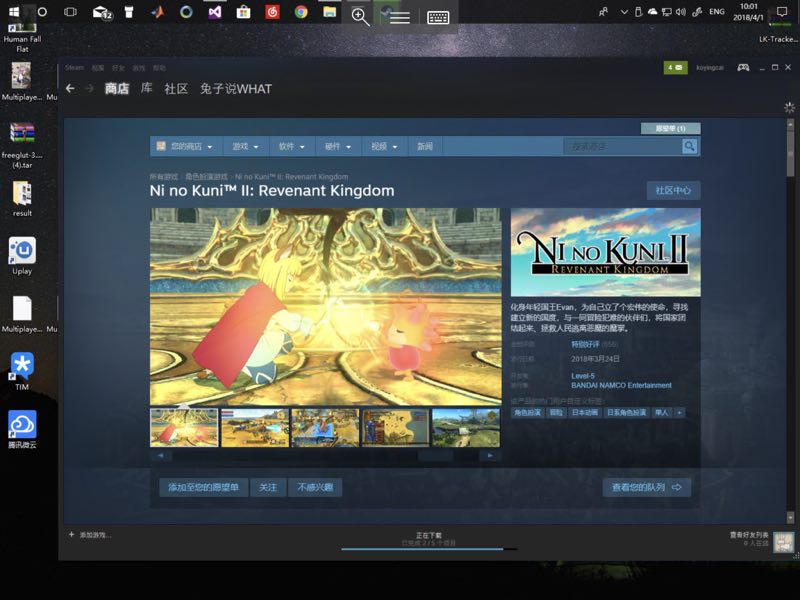 12
ENG
10:01
2018/4/1
Human Fall
Flat
Multiplaye...
Mu
freeglut-3....
(4).tar
result
Uplay
Multiplaye...
Mu
TIM
腾讯微云
LK-Tracke...
Steam 视图 好友 游戏 帮助
4
koyingcai
商店 库 社区 兔子说WHAT
愿望单 (1)
您的商店 游戏 软件 硬件 视频 新闻
搜索商店
所有游戏 > 角色扮演游戏 > Ni no Kuni™ II: Revenant Kingdom
Ni no Kuni™ II: Revenant Kingdom
社区中心
NI NO KUNI II
REVENANT KINGDOM
化身年轻国王Evan，为自己立了个宏伟的使命，寻找
建立新的国度，与一同冒险犯难的伙伴们，将国家团
结起来、拯救人民逃离恶魔的魔掌。
全部评测: 特别好评 (656)
发行日期: 2018年3月24日
开发商: Level-5
发行商: BANDAI NAMCO Entertainment
该产品的热门用户自定义标签:
角色扮演 冒险 日本动画 日系角色扮演 单人 +
添加至您的愿望单 关注 不感兴趣
查看您的队列
+ 添加游戏...
正在下载
已完成 2 / 5 个项目
查看好友列表
0 人在线